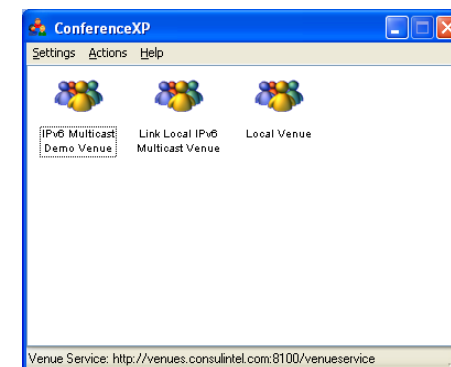 ConferenceXP
Settings Actions Help
IPv6 Multicast Demo Venue
Link Local IPv6 Multicast Venue
Local Venue
Venue Service: http://venues.consulintel.com:8100/venueservice